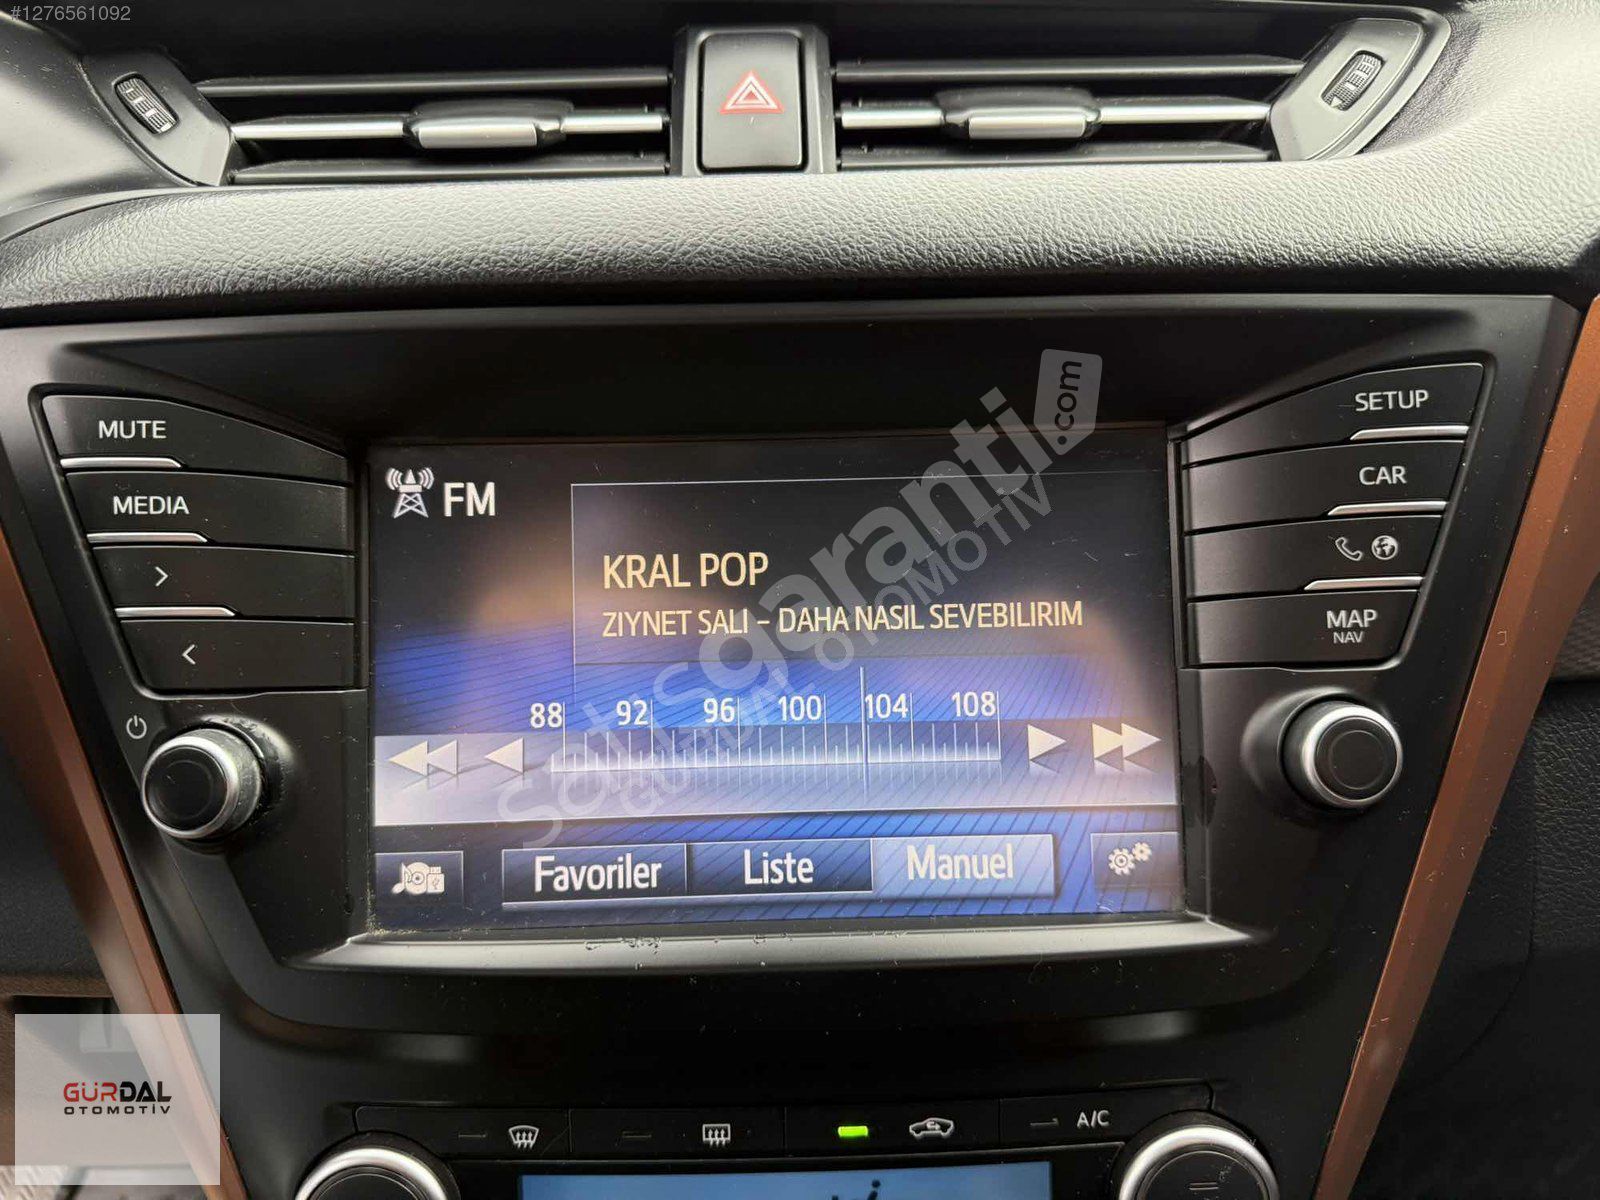 #1276561092
MUTE
MEDIA
SETUP
CAR
MAP
NAV
FM
KRAL POP
ZIYNET SALI - DAHA NASIL SEVEBILIRIM
88 92 96 100 104 108
Favoriler Liste Manuel
satışgaranti.com
GÜRDAL OTOMOTİV
GÜRDAL
OTOMOTİV
A/C